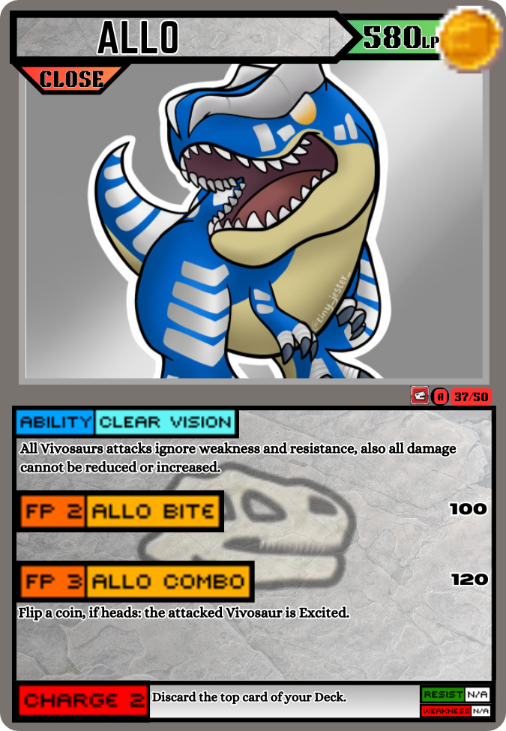 ALLO
580LP
CLOSE
tiny_jester
A 37/50
ABILITY CLEAR VISION
All Vivosaurs attacks ignore weakness and resistance, also all damage
cannot be reduced or increased.
FP 2 ALLO BITE 100
FP 3 ALLO COMBO 120
Flip a coin, if heads: the attacked Vivosaur is Excited.
CHARGE 2 Discard the top card of your Deck.
RESIST N/A
WEAKNESS N/A